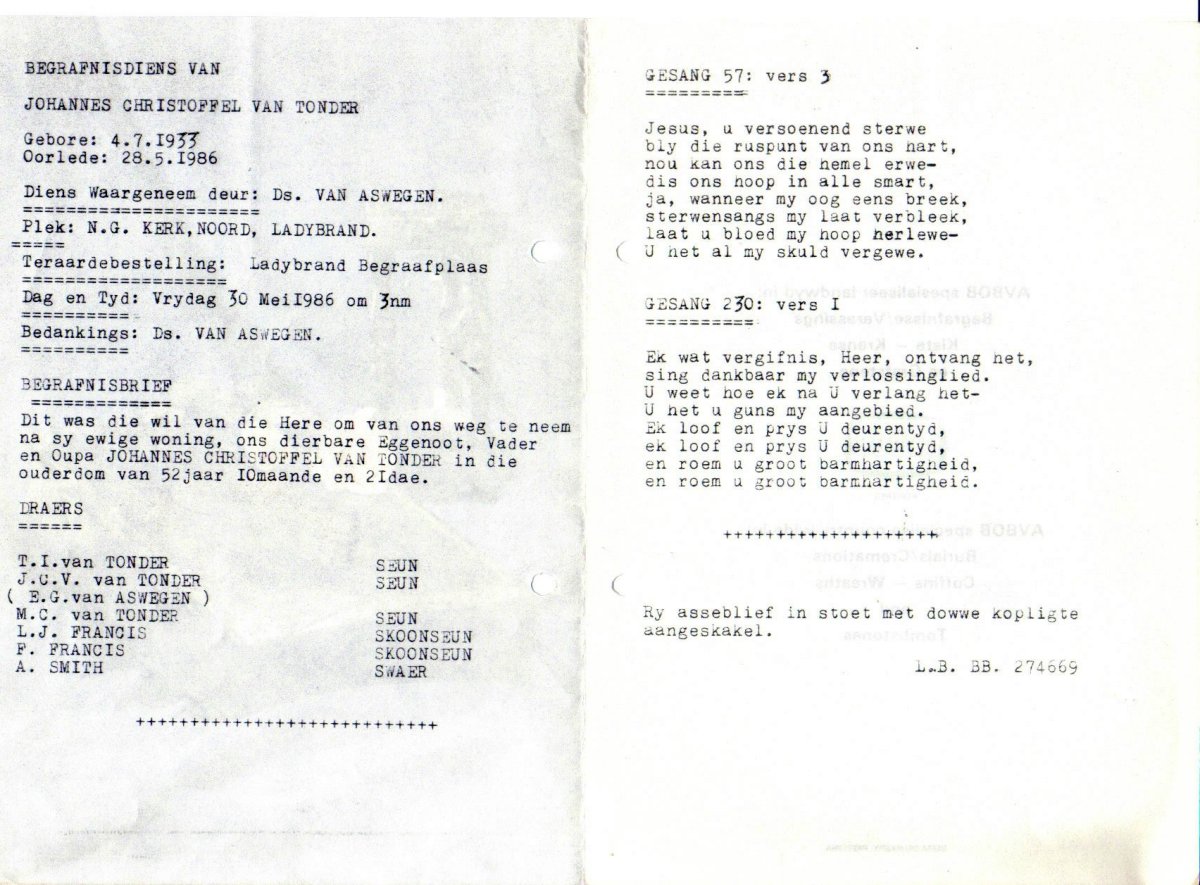 BEGRAFNISDIENS VAN
JOHANNES CHRISTOFFEL VAN TONDER
Gebore: 4.7.I933
Oorlede: 28.5.I986
Diens Waargeneem deur: Ds. VAN ASWEGEN.
======================
Plek: N.G. KERK,NOORD, LADYBRAND.
=====
Teraardebestelling: Ladybrand Begraafplaas
===================
Dag en Tyd: Vrydag 30 MeiI986 om 3nm
==========
Bedankings: Ds. VAN ASWEGEN.
==========
BEGRAFNISBRIEF
=============
Dit was die wil van die Here om van ons weg te neem
na sy ewige woning, ons dierbare Eggenoot, Vader
en Oupa JOHANNES CHRISTOFFEL VAN TONDER in die
ouderdom van 52jaar I0maande en 2Idae.
DRAERS
======
T.I.van TONDER SEUN
J.C.V. van TONDER SEUN
( E.G.van ASWEGEN )
M.C. van TONDER SEUN
L.J. FRANCIS SKOONSEUN
F. FRANCIS SKOONSEUN
A. SMITH SWAER
++++++++++++++++++++++++++++
GESANG 57: vers 3
=========
Jesus, u versoenend sterwe
bly die ruspunt van ons hart,
nou kan ons die hemel erwe-
dis ons hoop in alle smart,
ja, wanneer my oog eens breek,
sterwensangs my laat verbleek,
laat u bloed my hoop herlewe-
U het al my skuld vergewe.
GESANG 230: vers I
==========
Ek wat vergifnis, Heer, ontvang het,
sing dankbaar my verlossinglied.
U weet hoe ek na U verlang het-
U het u guns my aangebied.
Ek loof en prys U deurentyd,
ek loof en prys U deurentyd,
en roem u groot barmhartigheid,
en roem u groot barmhartigheid.
++++++++++++++++++++
Ry asseblief in stoet met dowwe kopligte
aangeskakel.
L.B. BB. 274669